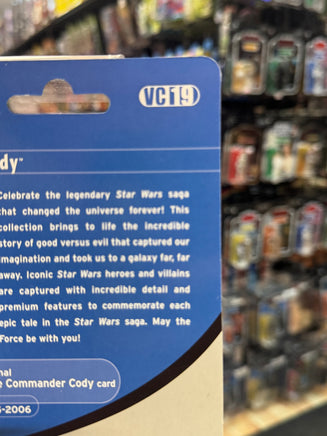 VC19
dy™
Celebrate the legendary Star Wars saga
that changed the universe forever! This
collection brings to life the incredible
story of good versus evil that captured our
imagination and took us to a galaxy far, far
away. Iconic Star Wars heroes and villains
are captured with incredible detail and
premium features to commemorate each
epic tale in the Star Wars saga. May the
Force be with you!
nal
e Commander Cody card
-2006